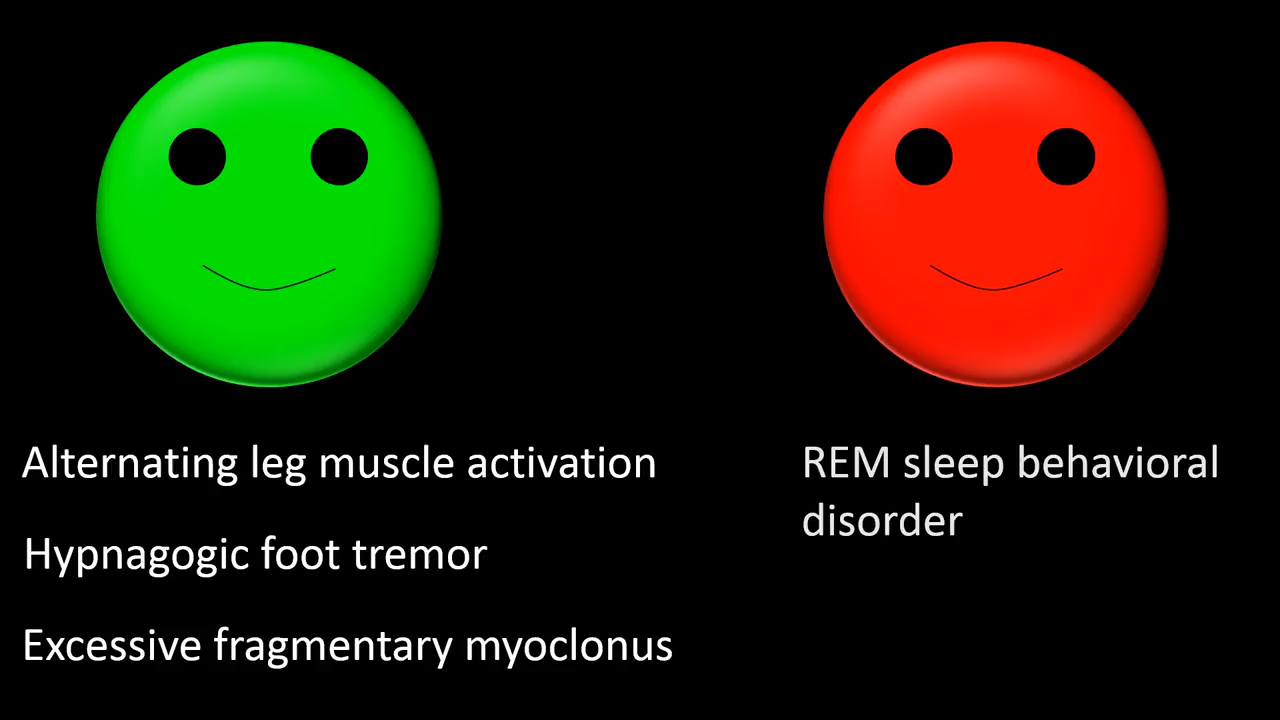 Alternating leg muscle activation
Hypnagogic foot tremor
Excessive fragmentary myoclonus
REM sleep behavioral
disorder